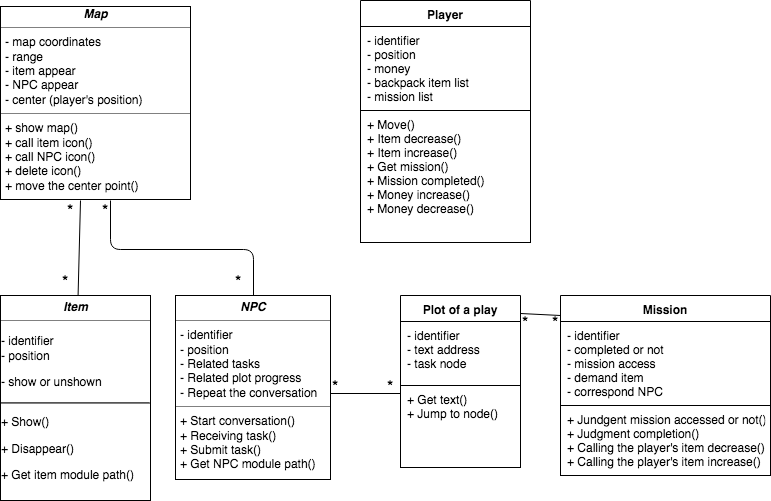 Map
- map coordinates
- range
- item appear
- NPC appear
- center (player's position)
+ show map()
+ call item icon()
+ call NPC icon()
+ delete icon()
+ move the center point()
Player
- identifier
- position
- money
- backpack item list
- mission list
+ Move()
+ Item decrease()
+ Item increase()
+ Get mission()
+ Mission completed()
+ Money increase()
+ Money decrease()
*
*
*
*
Item
- identifier
- position
- show or unshown
+ Show()
+ Disappear()
+ Get item module path()
NPC
- identifier
- position
- Related tasks
- Related plot progress
- Repeat the conversation
+ Start conversation()
+ Receiving task()
+ Submit task()
+ Get NPC module path()
*
*
Plot of a play
- identifier
- text address
- task node
+ Get text()
+ Jump to node()
*
*
Mission
- identifier
- completed or not
- mission access
- demand item
- correspond NPC
+ Jundgent mission accessed or not()
+ Judgment completion()
+ Calling the player's item decrease()
+ Calling the player's item increase()